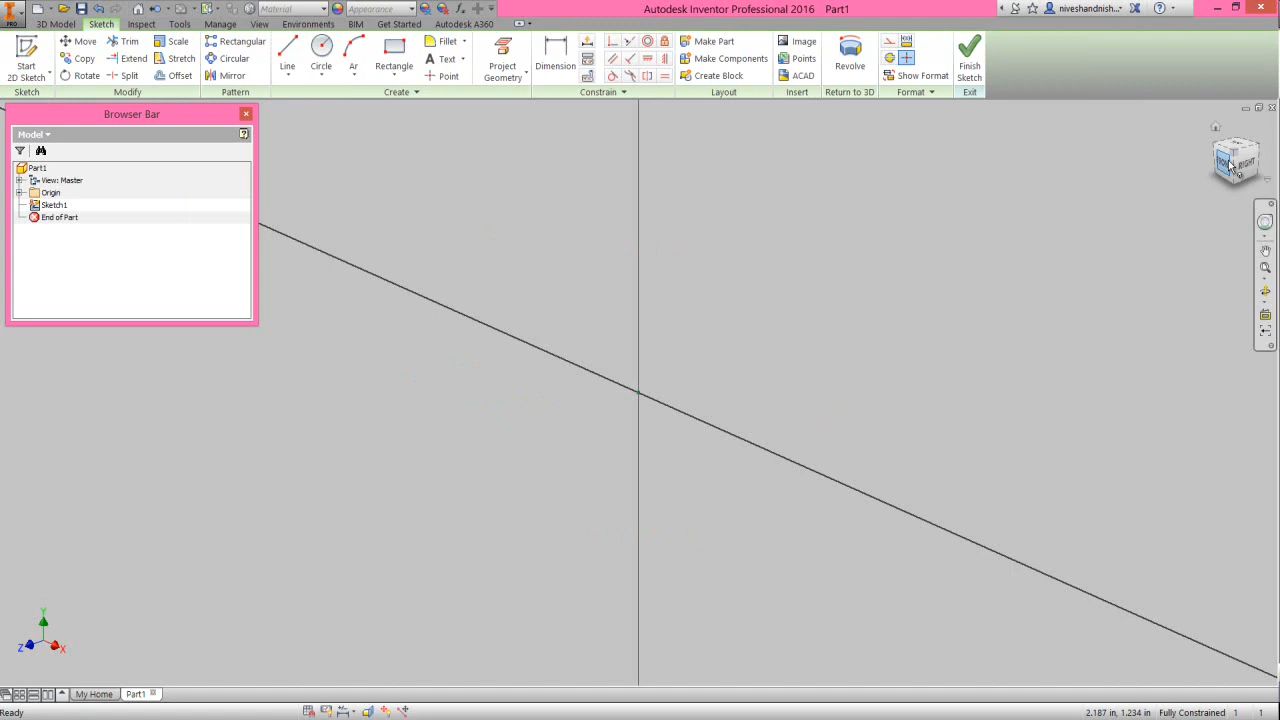 Autodesk Inventor Professional 2016 Part1
Material
Appearance
niveshandnish...
PRO
3D Model
Sketch
Inspect
Tools
Manage
View
Environments
BIM
Get Started
Autodesk A360
Start
2D Sketch
Move
Trim
Scale
Copy
Extend
Stretch
Rotate
Split
Offset
Rectangular
Circular
Mirror
Line
Circle
Ar
Rectangle
Fillet
Text
Point
Project
Geometry
Dimension
Make Part
Make Components
Create Block
Image
Points
ACAD
Revolve
Show Format
Finish
Sketch
Sketch
Modify
Pattern
Create
Constrain
Layout
Insert
Return to 3D
Format
Exit
Browser Bar
Model
Part1
View: Master
Origin
Sketch1
End of Part
RIGHT
Y
Z
X
My Home
Part1
Ready
2.187 in, 1.234 in Fully Constrained 1 1